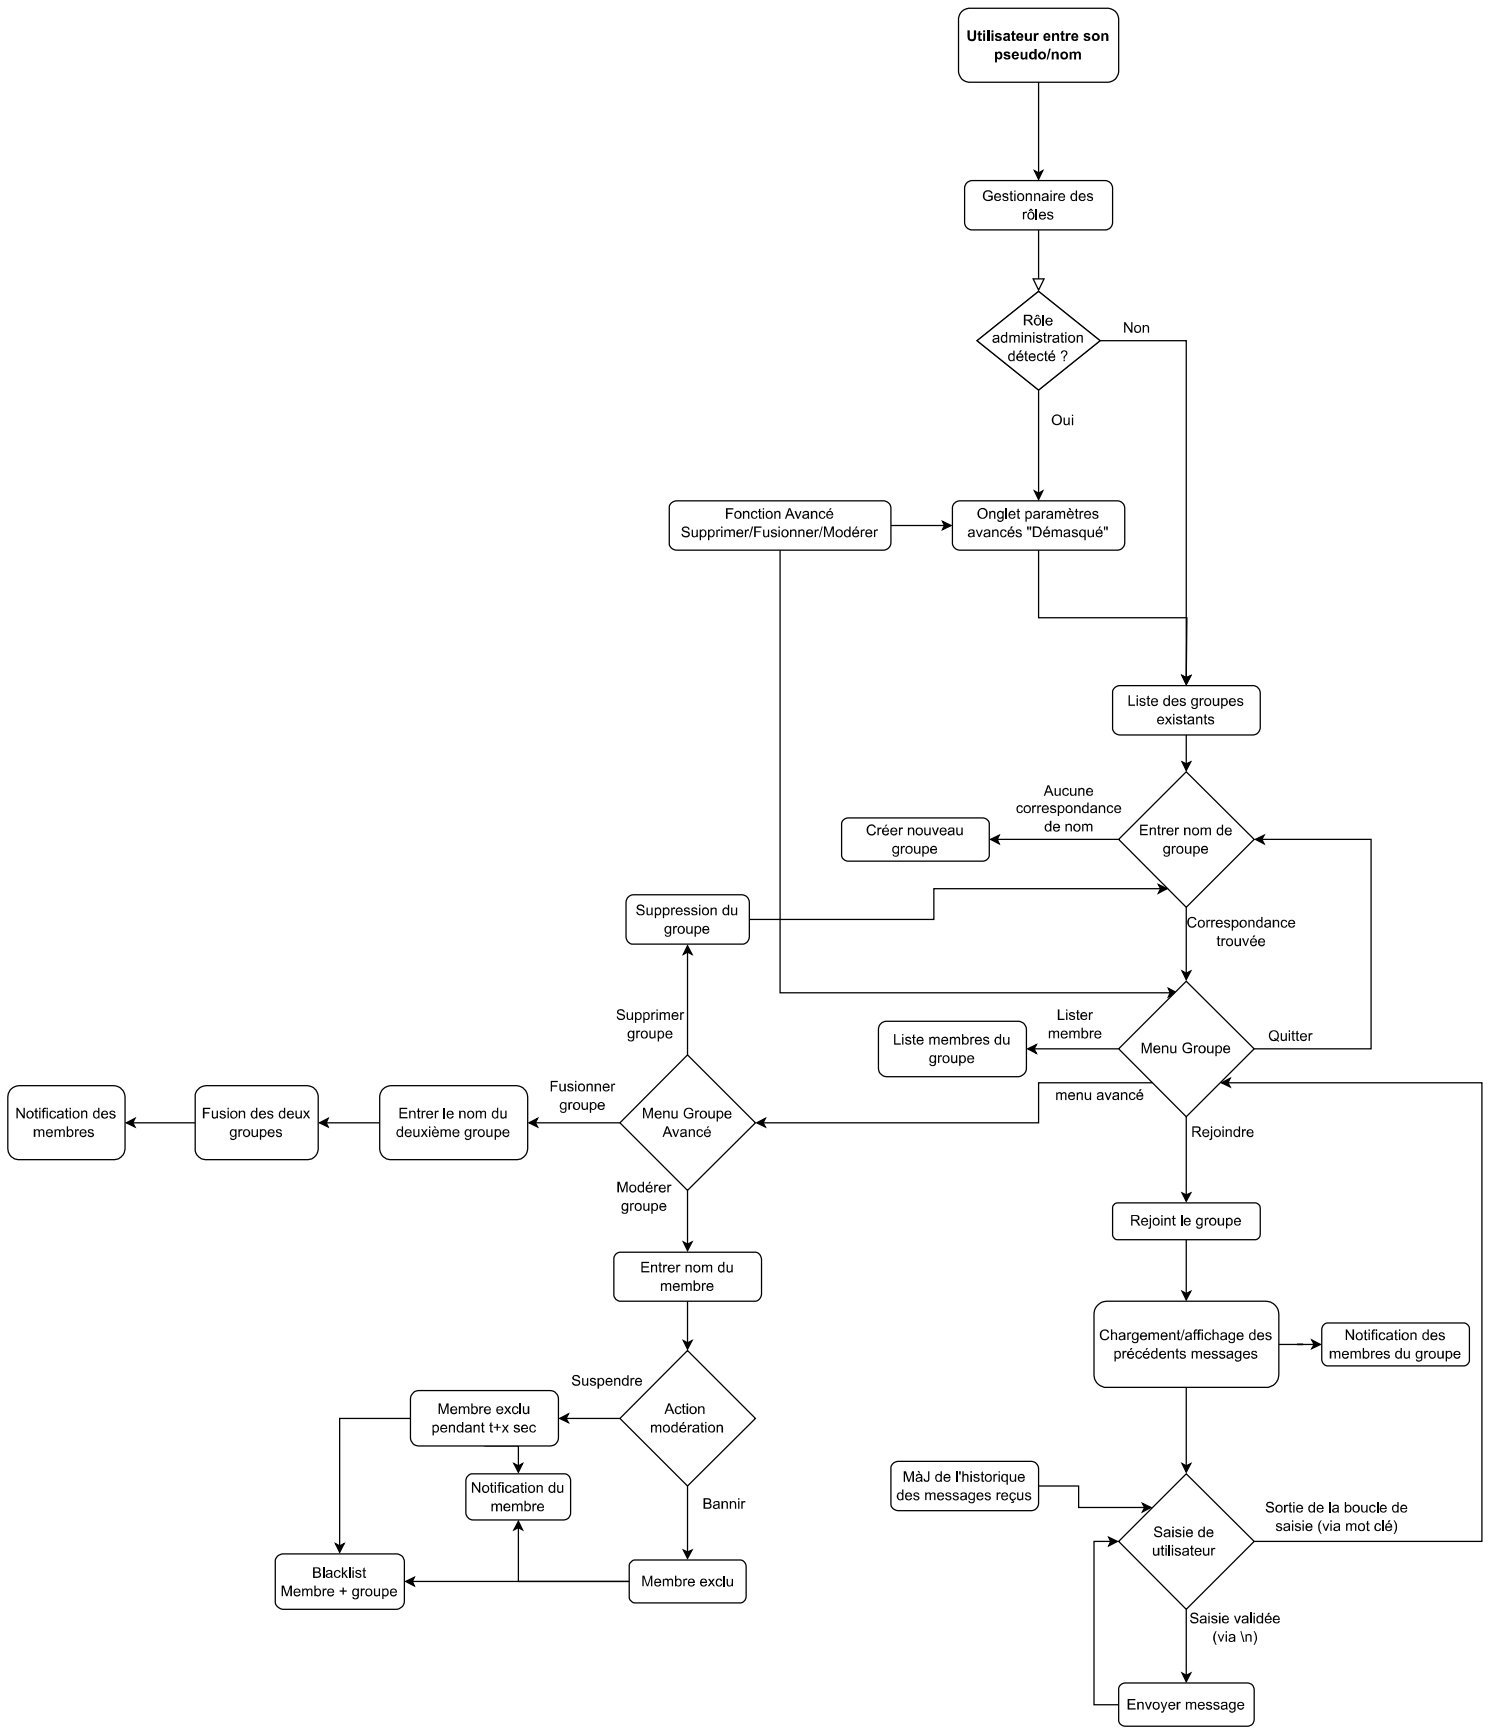 Utilisateur entre son
pseudo/nom
Gestionnaire des
rôles
Rôle
administration
détecté ?
Non
Oui
Fonction Avancé
Supprimer/Fusionner/Modérer
Onglet paramètres
avancés "Démasqué"
Liste des groupes
existants
Aucune
correspondance
de nom
Créer nouveau
groupe
Entrer nom de
groupe
Suppression du
groupe
Correspondance
trouvée
Supprimer
groupe
Lister
membre
Liste membres du
groupe
Menu Groupe
Quitter
Fusionner
groupe
menu avancé
Notification des
membres
Fusion des deux
groupes
Entrer le nom du
deuxième groupe
Menu Groupe
Avancé
Rejoindre
Modérer
groupe
Rejoint le groupe
Entrer nom du
membre
Chargement/affichage des
précédents messages
Notification des
membres du groupe
Suspendre
Membre exclu
pendant t+x sec
Action
modération
Notification du
membre
Bannir
MàJ de l'historique
des messages reçus
Sortie de la boucle de
saisie (via mot clé)
Saisie de
utilisateur
Blacklist
Membre + groupe
Membre exclu
Saisie validée
(via \n)
Envoyer message